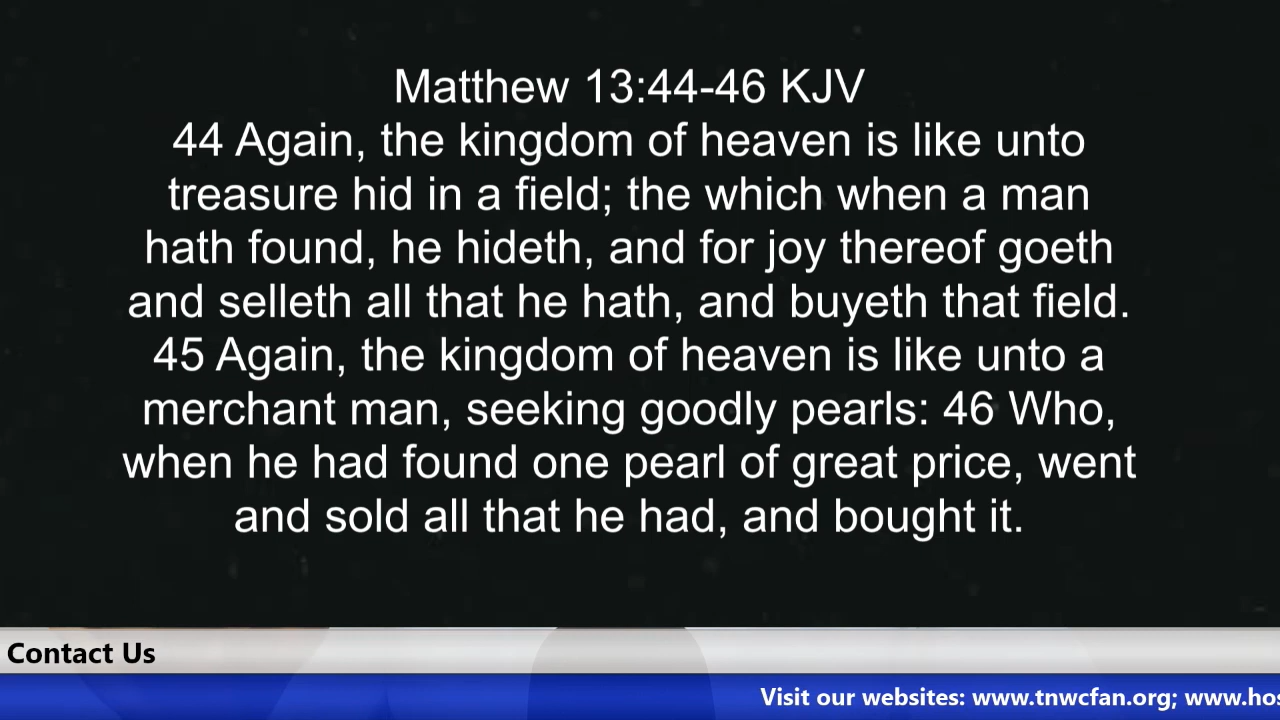 Matthew 13:44-46 KJV
44 Again, the kingdom of heaven is like unto
treasure hid in a field; the which when a man
hath found, he hideth, and for joy thereof goeth
and selleth all that he hath, and buyeth that field.
45 Again, the kingdom of heaven is like unto a
merchant man, seeking goodly pearls: 46 Who,
when he had found one pearl of great price, went
and sold all that he had, and bought it.
Contact Us
Visit our websites: www.tnwcfan.org; www.hos